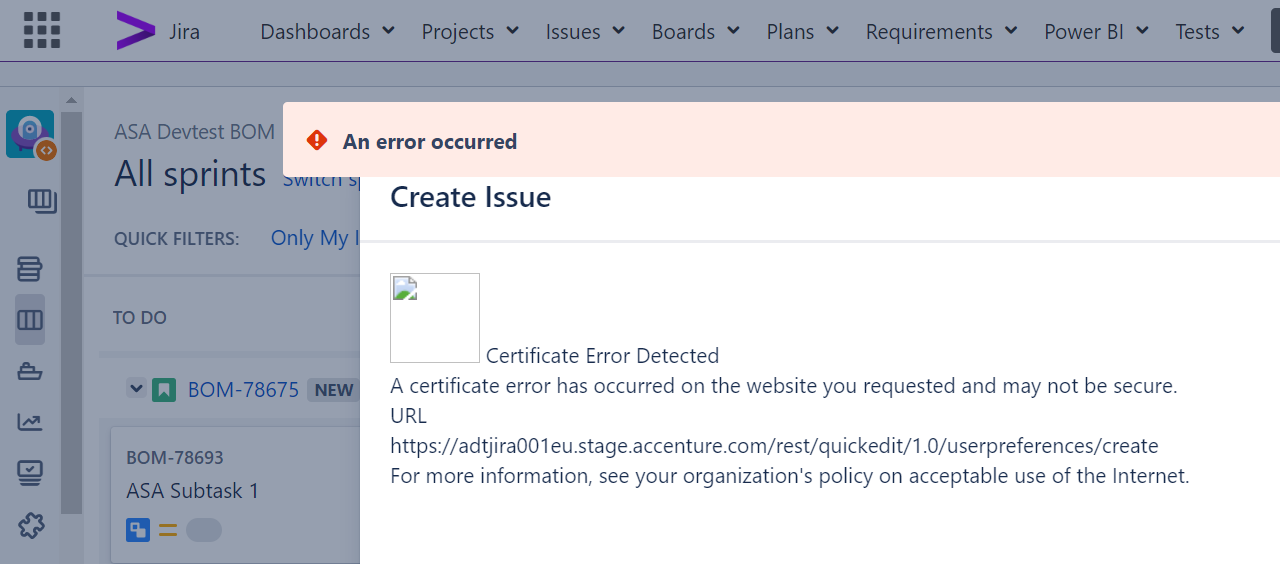 Jira Dashboards Projects Issues Boards Plans Requirements Power BI Tests
ASA Devtest BOM
An error occurred
All sprints
Create Issue
QUICK FILTERS: Only My
Certificate Error Detected
A certificate error has occurred on the website you requested and may not be secure.
URL
https://adtjira001eu.stage.accenture.com/rest/quickedit/1.0/userpreferences/create
For more information, see your organization's policy on acceptable use of the Internet.
TO DO
BOM-78675 NEW
BOM-78693
ASA Subtask 1